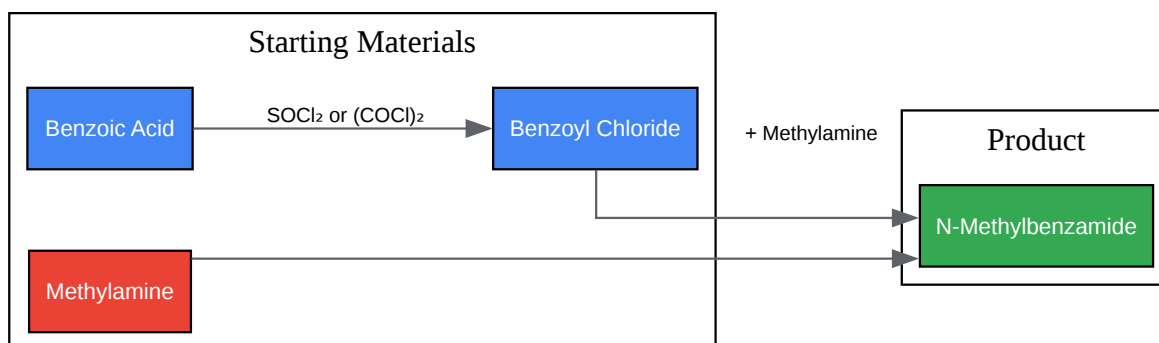 Starting Materials
Benzoic Acid
SOCl₂ or (COCl)₂
Benzoyl Chloride
+ Methylamine
Product
N-Methylbenzamide
Methylamine